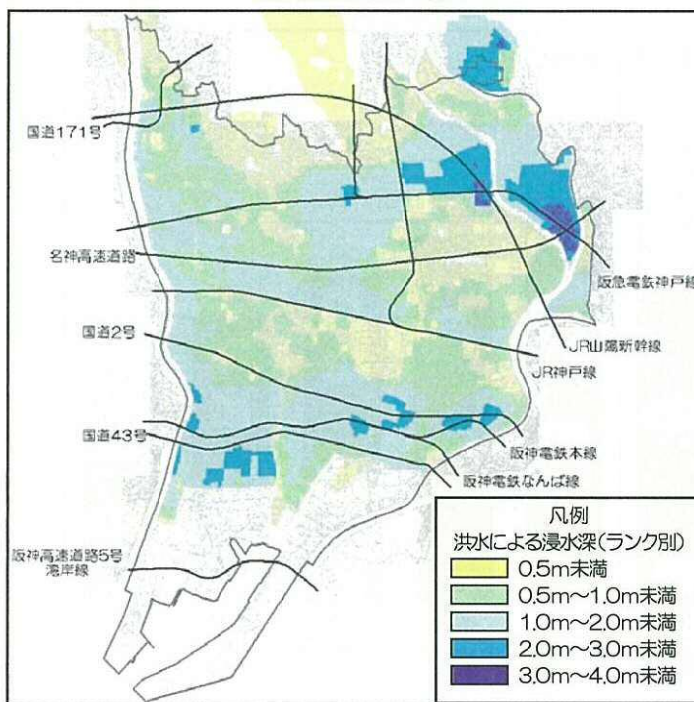 国道171号
名神高速道路
阪急電鉄神戸線
国道2号
JR山陽新幹線
JR神戸線
国道43号
阪神電鉄本線
阪神電鉄なんば線
阪神高速道路5号
湾岸線
凡例
洪水による浸水深(ランク別)
0.5m未満
0.5m～1.0m未満
1.0m～2.0m未満
2.0m～3.0m未満
3.0m～4.0m未満